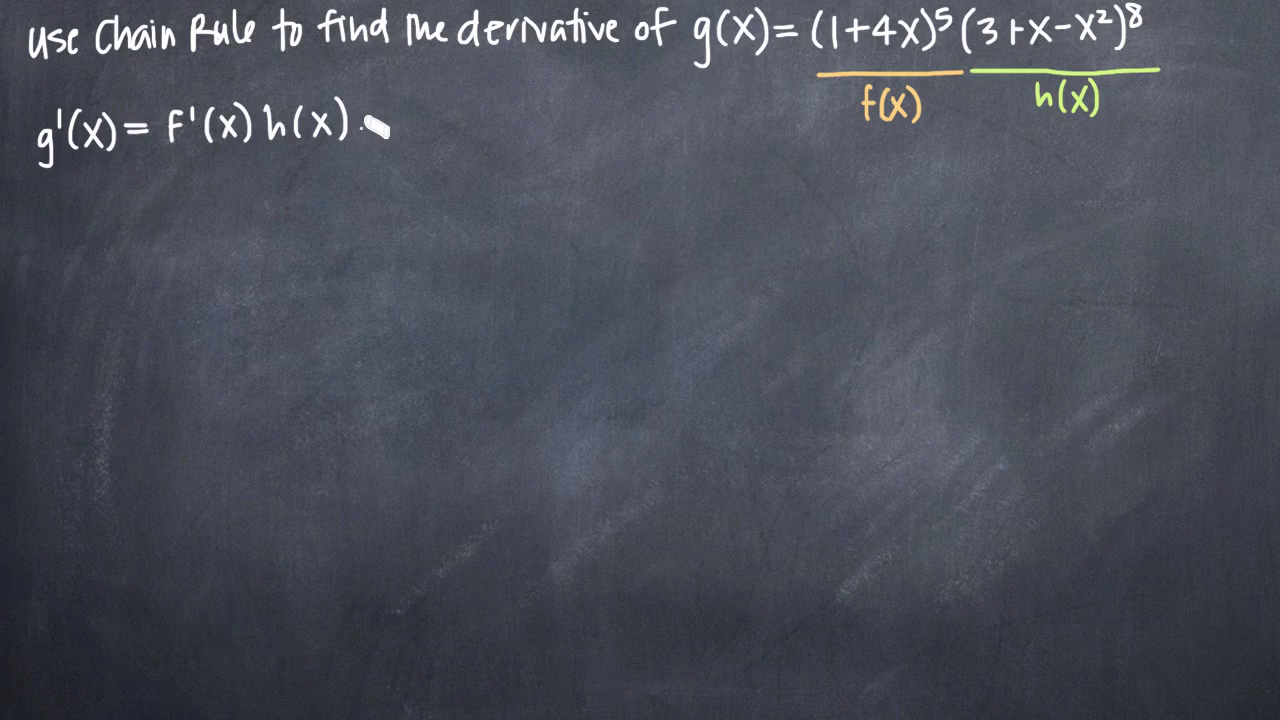 Use Chain Rule to find the derivative of g(x)= (1+4x)⁵(3+x-x²)⁸
f(x) h(x)
g'(x)= f'(x) h(x)